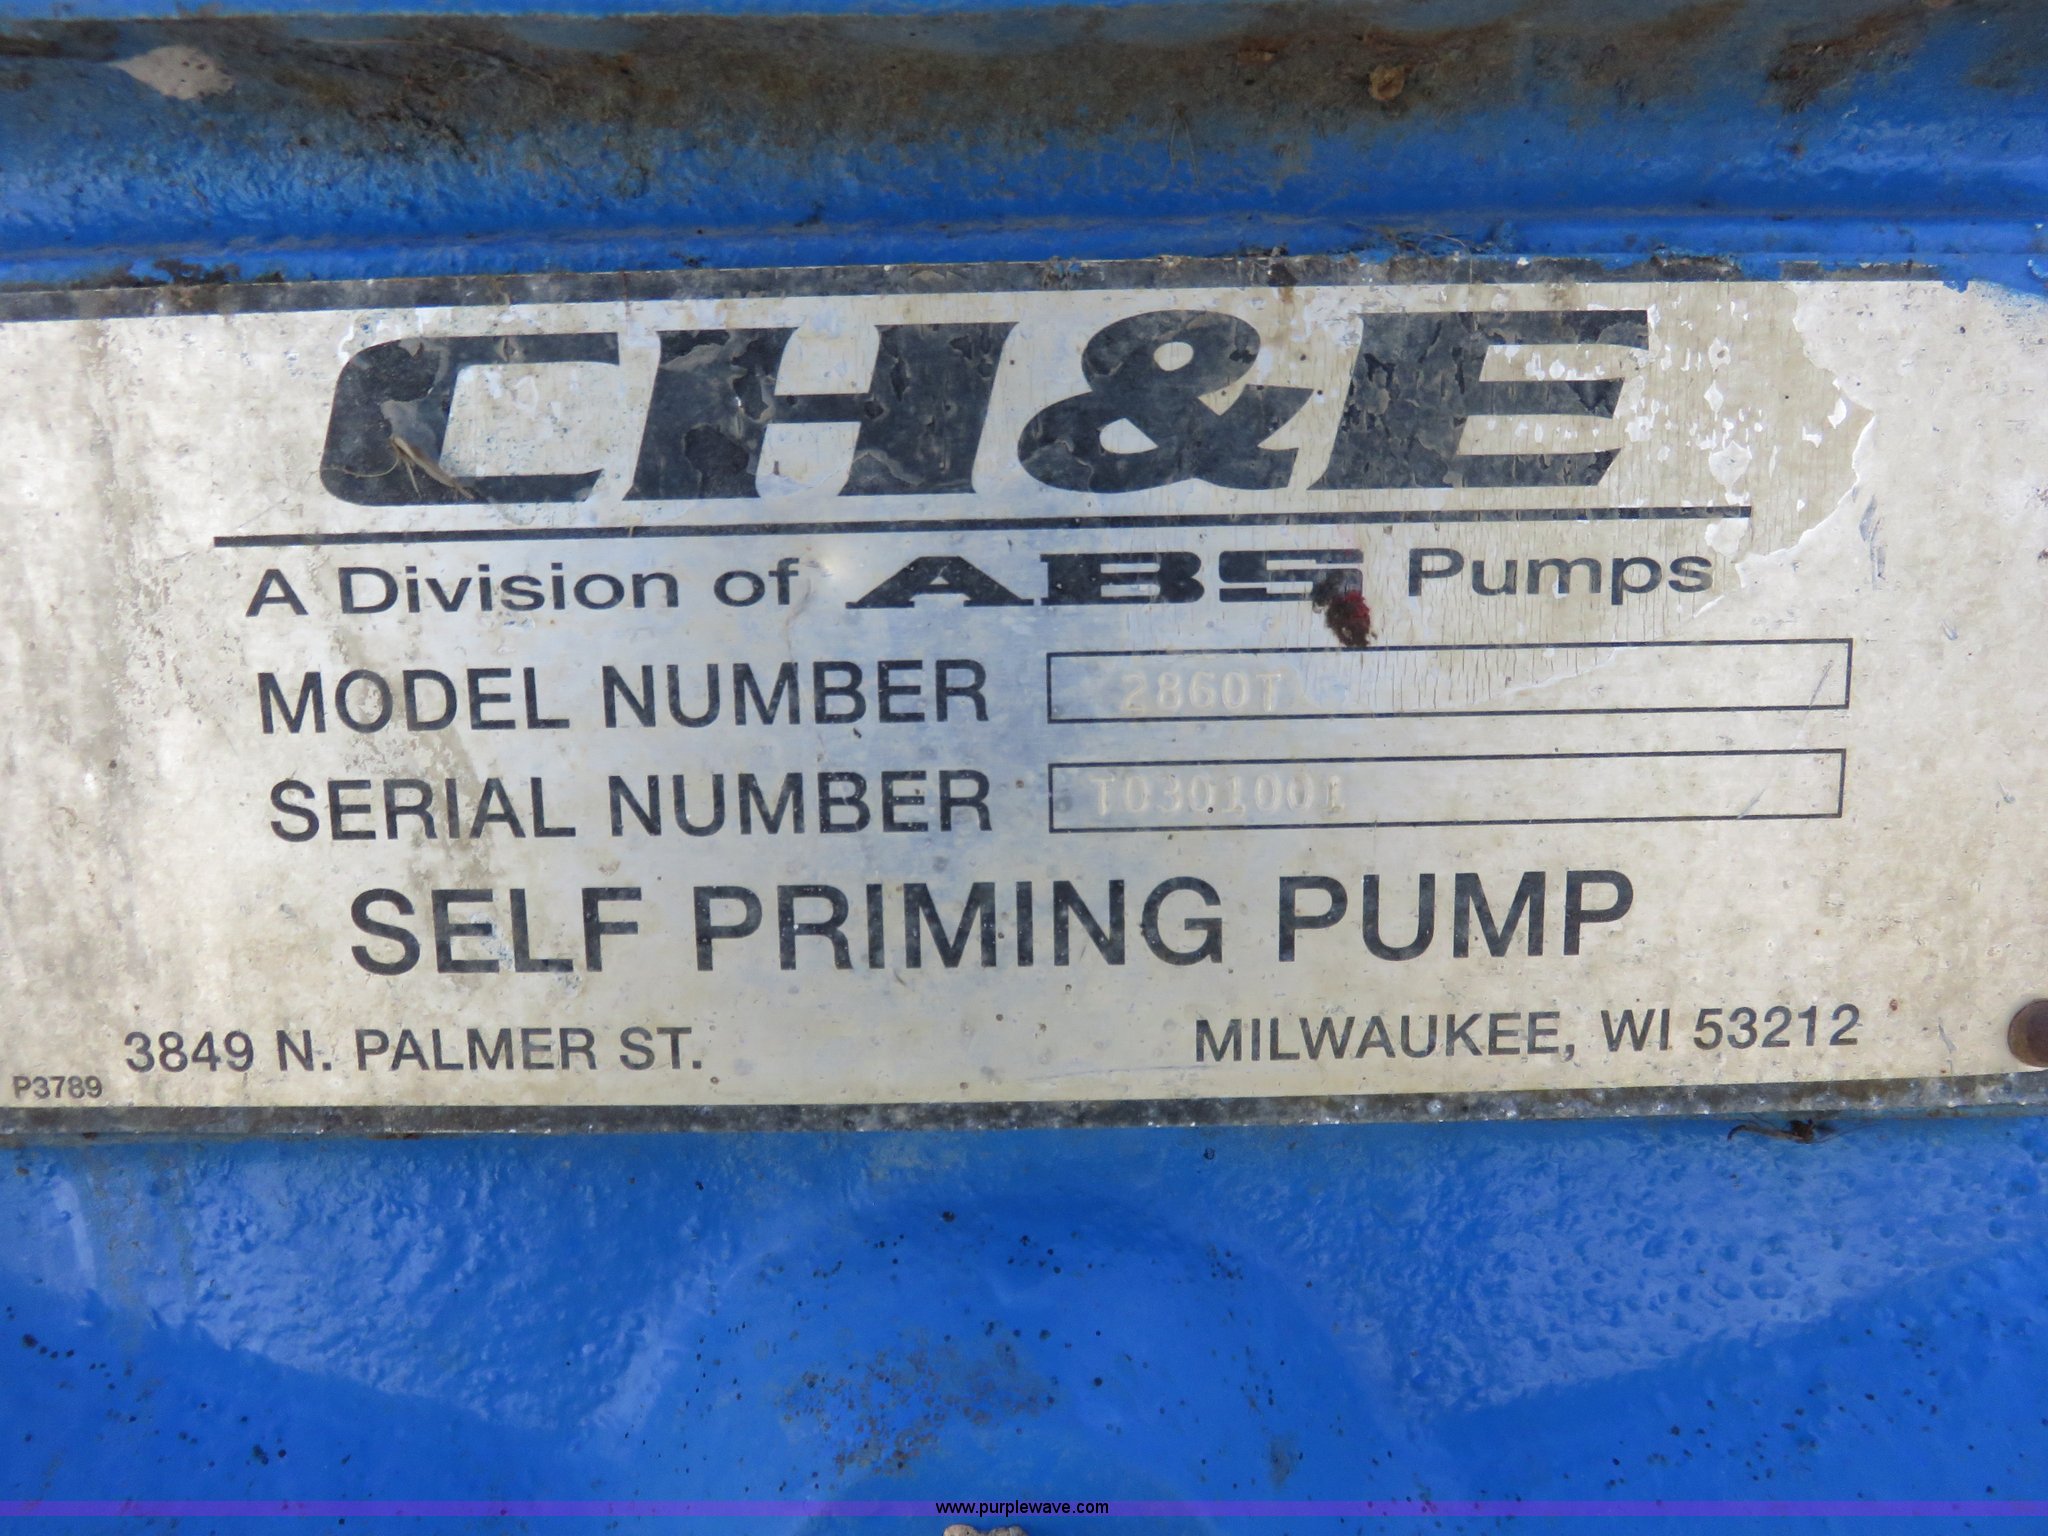 CH&E
A Division of ABS Pumps
MODEL NUMBER 2860T
SERIAL NUMBER T0301001
SELF PRIMING PUMP
3849 N. PALMER ST. MILWAUKEE, WI 53212
P3789
www.purplewave.com